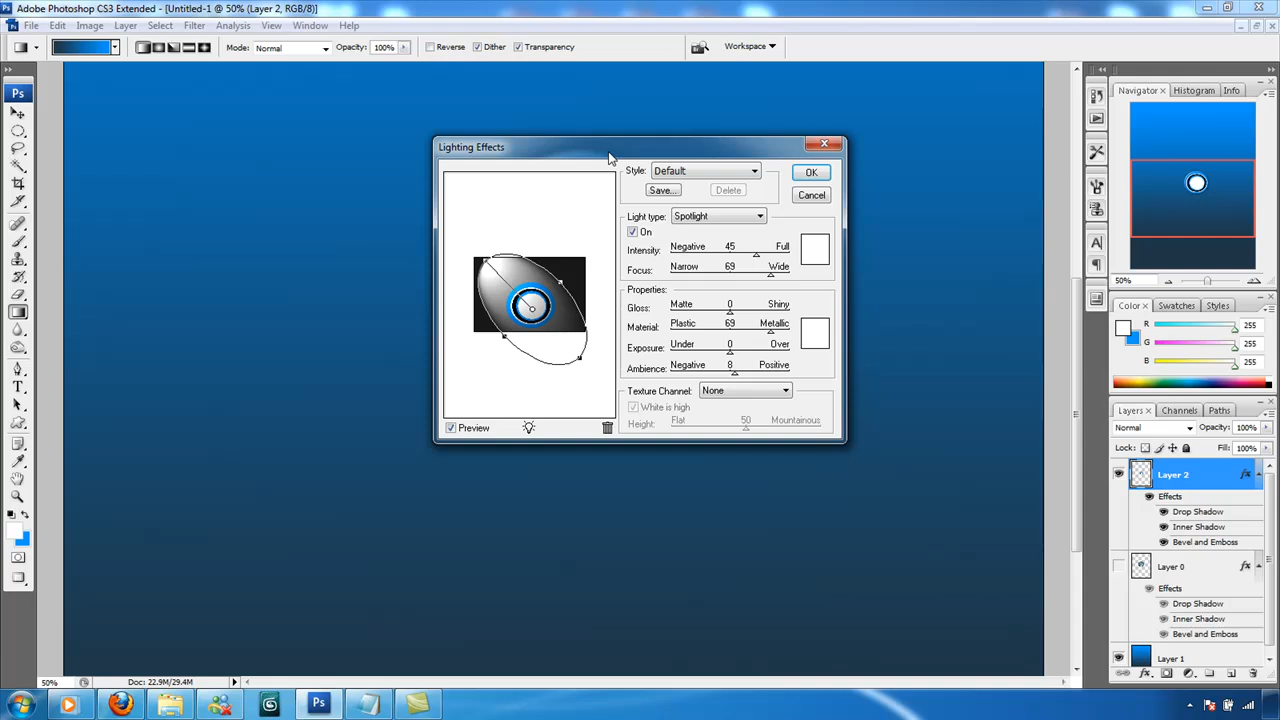 Adobe Photoshop CS3 Extended - [Untitled-1 @ 50% (Layer 2, RGB/8)]
File Edit Image Layer Select Filter Analysis View Window Help
Mode: Normal Opacity: 100% Reverse Dither Transparency Workspace
Ps
Navigator Histogram Info
50%
Color Swatches Styles
R 255
G 255
B 255
Layers Channels Paths
Normal Opacity: 100%
Lock: Fill: 100%
Layer 2 fx
Effects
Drop Shadow
Inner Shadow
Bevel and Emboss
Layer 0 fx
Effects
Drop Shadow
Inner Shadow
Bevel and Emboss
Layer 1
Lighting Effects
Style: Default OK
Save... Delete Cancel
Light type: Spotlight
On
Intensity: Negative 45 Full
Focus: Narrow 69 Wide
Properties:
Gloss: Matte 0 Shiny
Material: Plastic 69 Metallic
Exposure: Under 0 Over
Ambience: Negative 8 Positive
Texture Channel: None
White is high
Height: Flat 50 Mountainous
Preview
50% Doc: 22.9M/29.4M
Ps